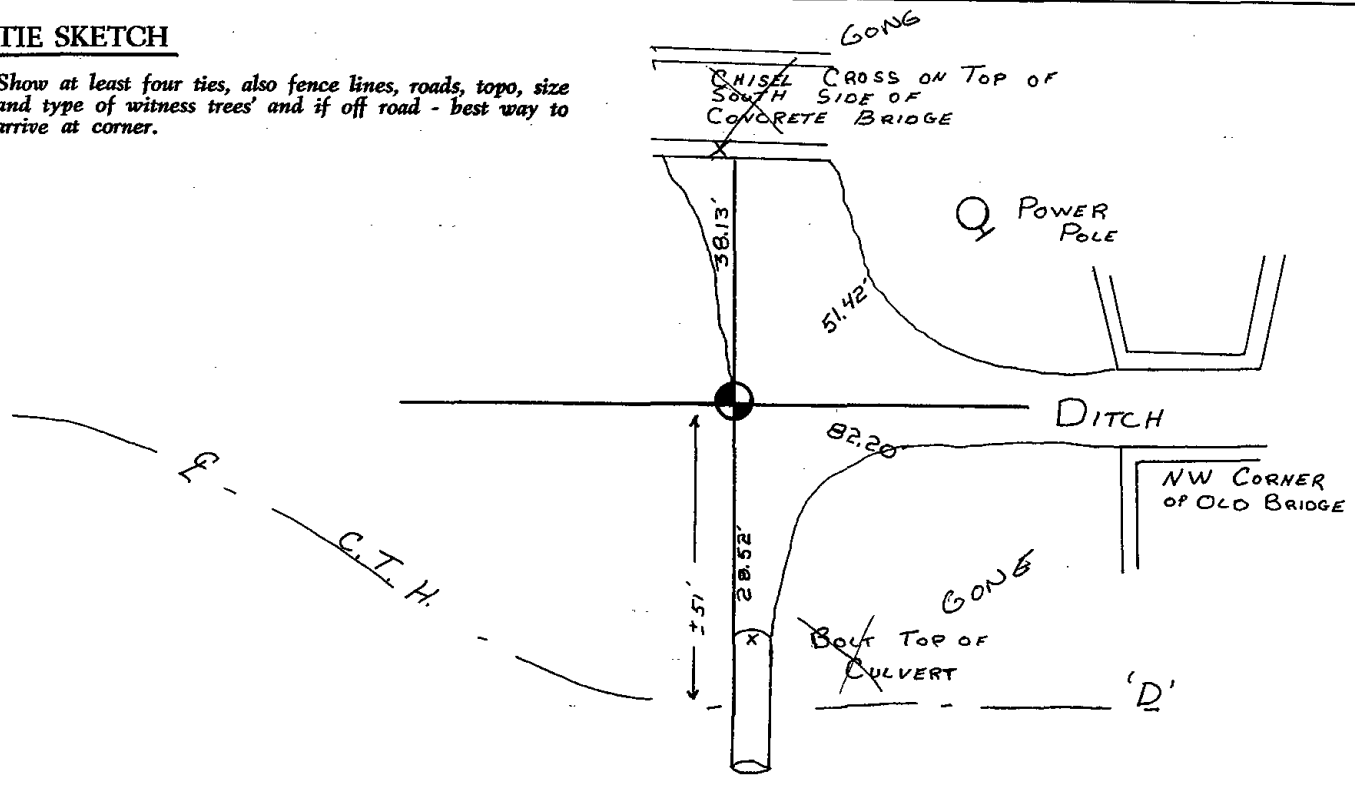 TIE SKETCH
Show at least four ties, also fence lines, roads, topo, size
and type of witness trees' and if off road - best way to
arrive at corner.
GONG
CHISEL CROSS ON TOP OF
SOUTH SIDE OF
CONCRETE BRIDGE
38.13'
POWER
POLE
51.42'
DITCH
82.20
NW CORNER
OF OLD BRIDGE
℄ - C.T.H. - 'D'
±51'
28.52'
GONE
BOLT TOP OF
CULVERT